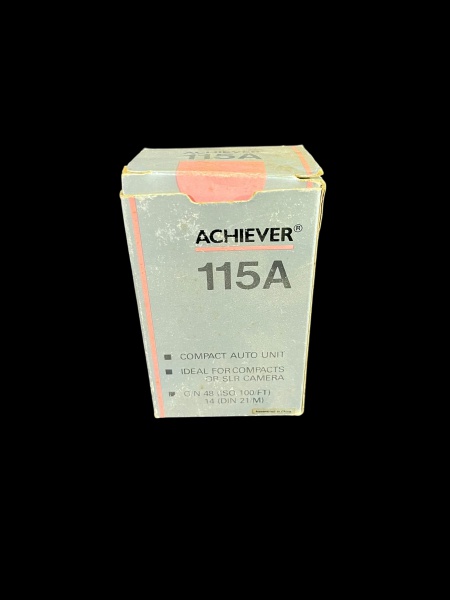 ACHIEVER
115A
ACHIEVER®
115A
COMPACT AUTO UNIT
IDEAL FOR COMPACTS
OR SLR CAMERA
G/N 48 (ISO 100/FT)
14 (DIN 21/M)